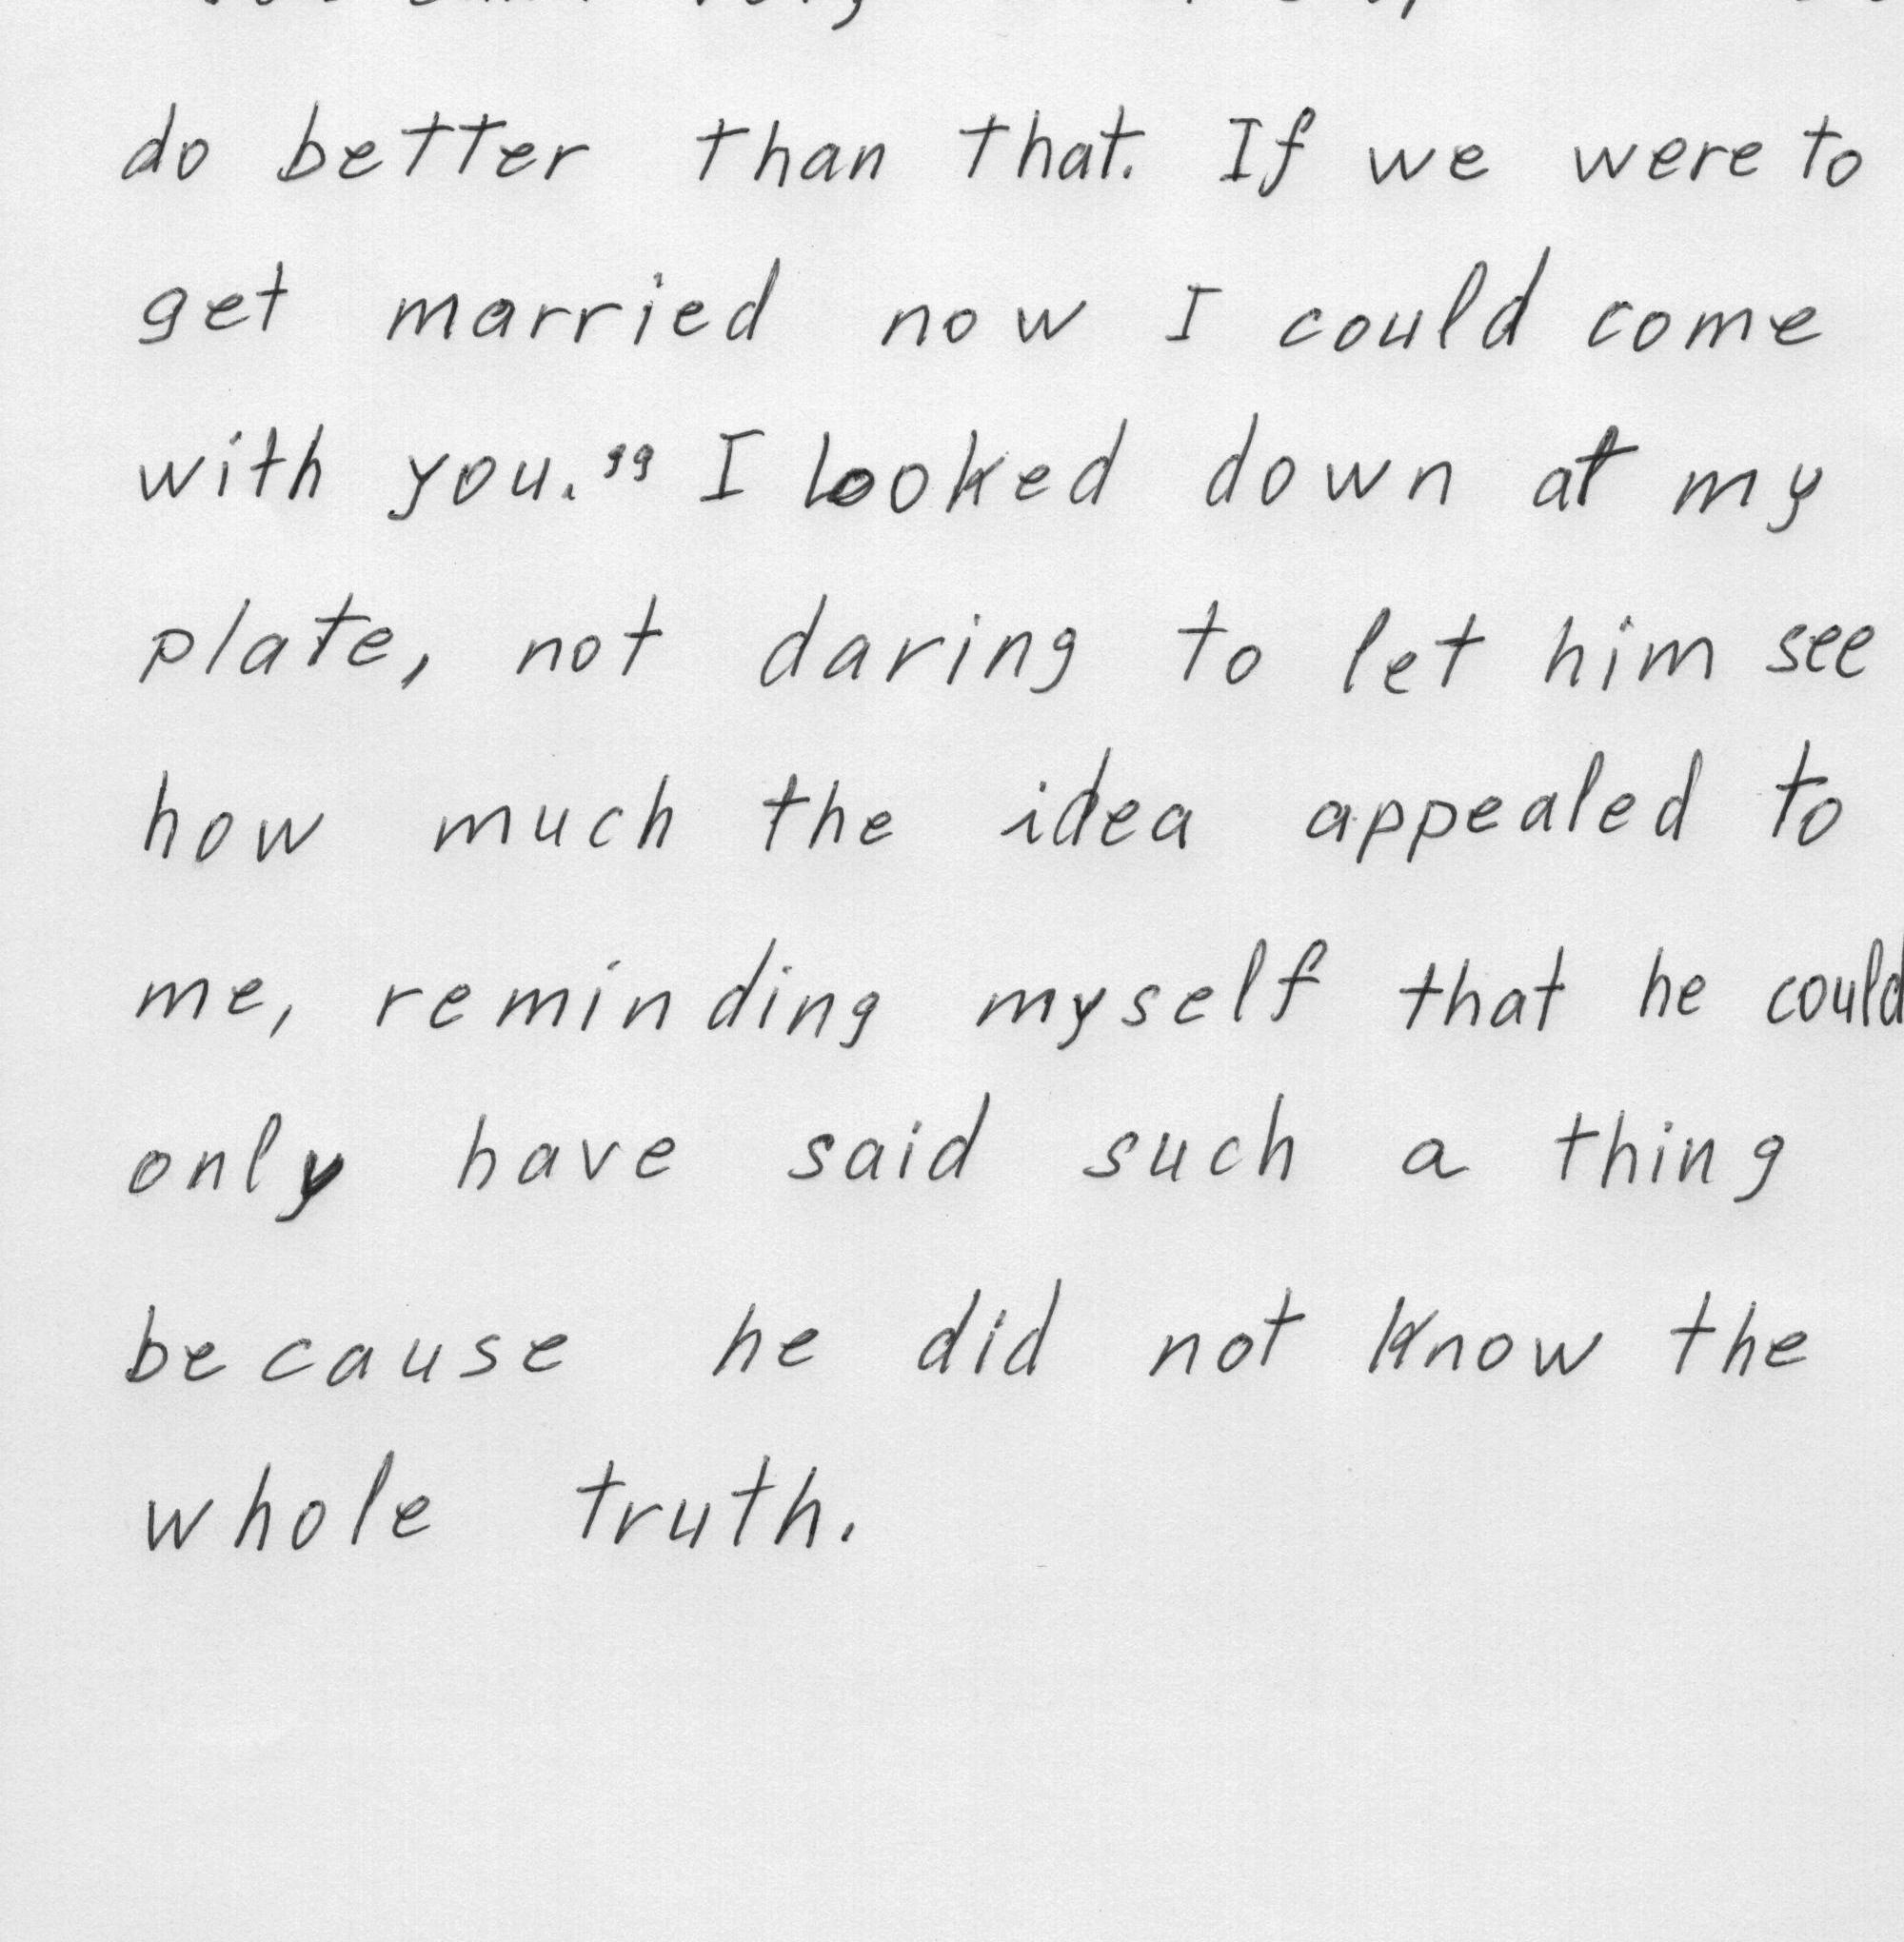 do better than that. If we were to
get married now I could come
with you." I looked down at my
plate, not daring to let him see
how much the idea appealed to
me, reminding myself that he could
only have said such a thing
because he did not know the
whole truth.